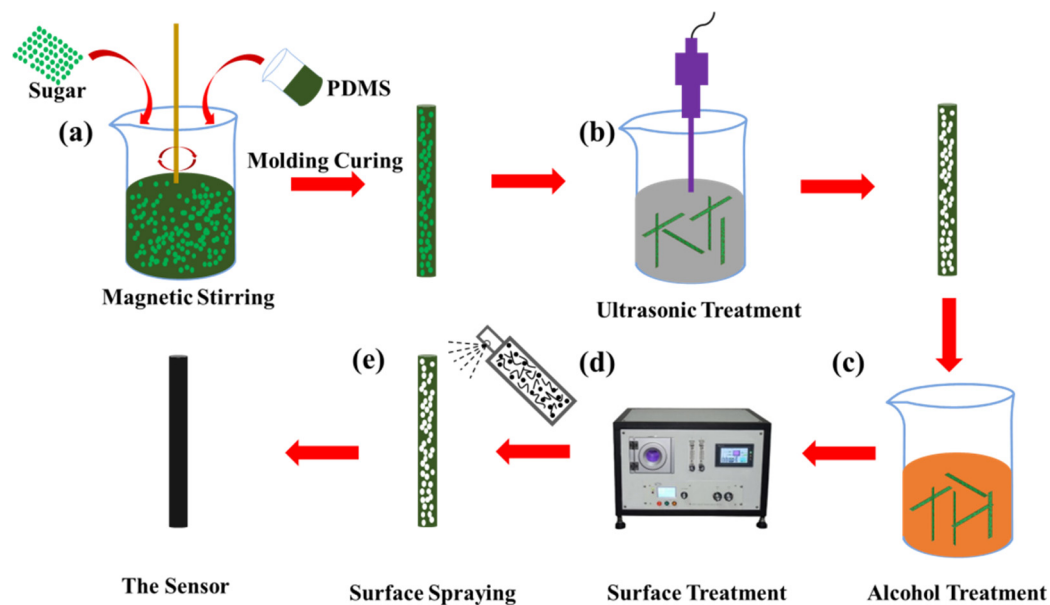 Sugar
PDMS
(a)
Molding Curing
Magnetic Stirring
(b)
Ultrasonic Treatment
(c)
Alcohol Treatment
(d)
Surface Treatment
(e)
Surface Spraying
The Sensor